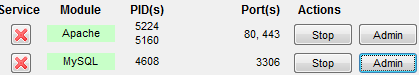 Service Module PID(s) Port(s) Actions
Apache 5224 5160 80, 443 Stop Admin
MySQL 4608 3306 Stop Admin